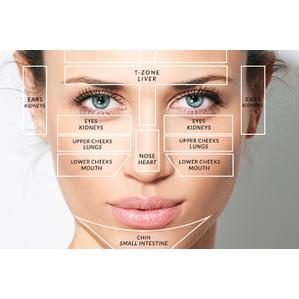 T-ZONE
LIVER
EARS
KIDNEYS
EARS
KIDNEYS
EYES
KIDNEYS
EYES
KIDNEYS
UPPER CHEEKS
LUNGS
NOSE
HEART
UPPER CHEEKS
LUNGS
LOWER CHEEKS
MOUTH
LOWER CHEEKS
MOUTH
CHIN
SMALL INTESTINE